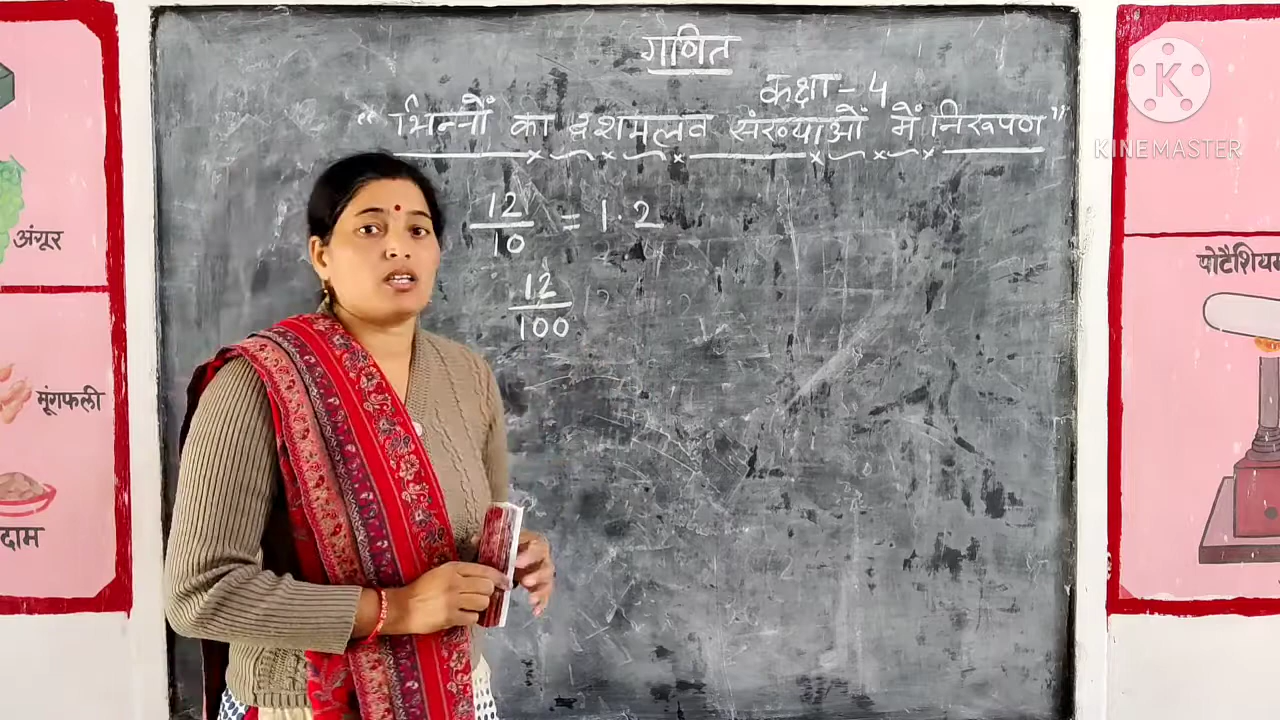 गणित
कक्षा - 4
“ भिन्नों का दशमलव संख्याओं में निरूपण ”
12/10 = 1.2
12/100
अंगूर
मूंगफली
दाम
पोटैशियम
K
KINEMASTER